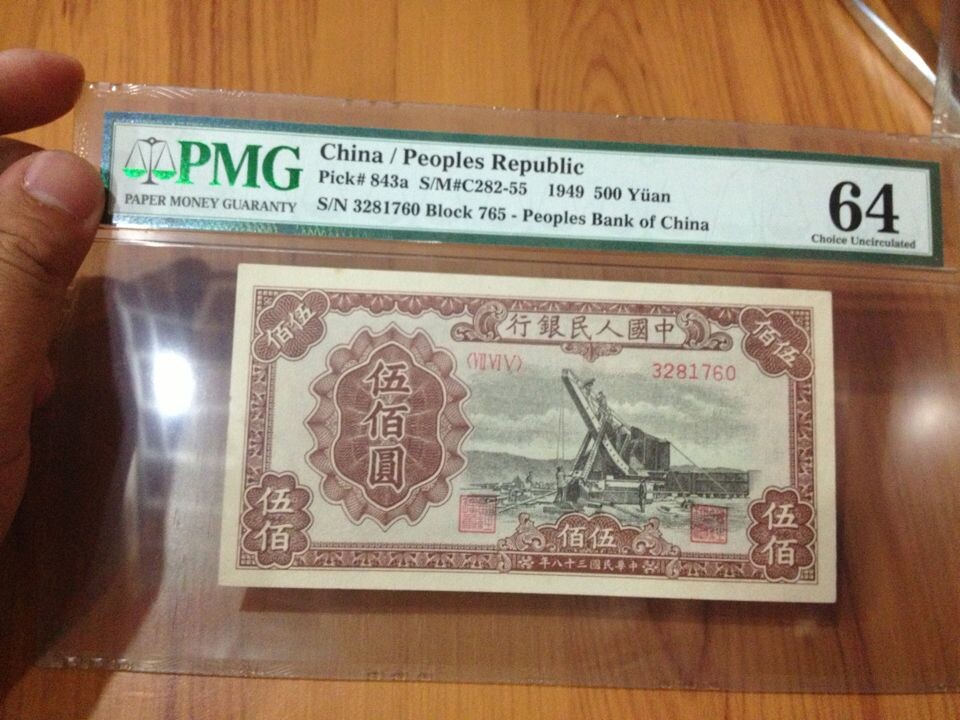 PMG
PAPER MONEY GUARANTY
China / Peoples Republic
Pick# 843a S/M#C282-55 1949 500 Yüan
S/N 3281760 Block 765 - Peoples Bank of China
64
Choice Uncirculated
伍佰
行銀民人國中
伍佰
〈VII VI V〉
3281760
伍佰圓
伍佰
佰伍
伍佰
年八十三國民華中